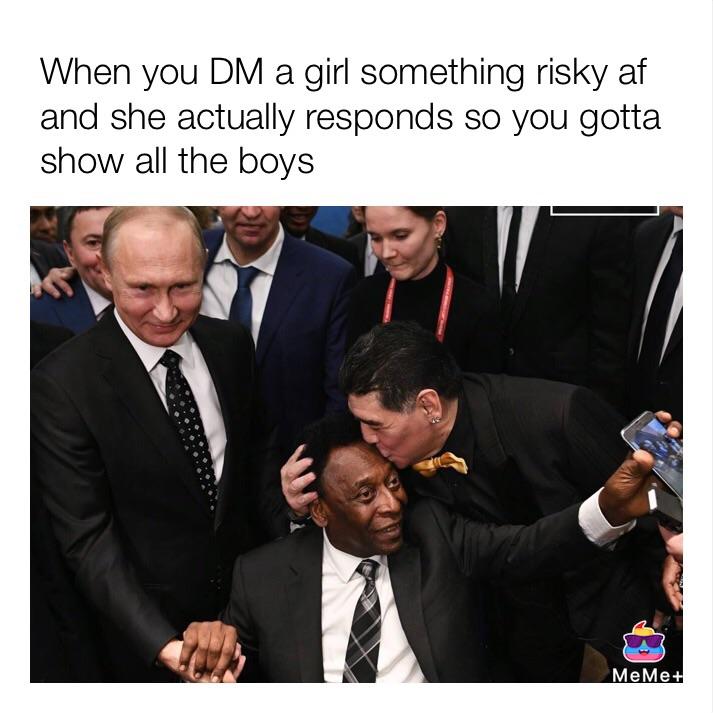 When you DM a girl something risky af
and she actually responds so you gotta
show all the boys
MeMe+